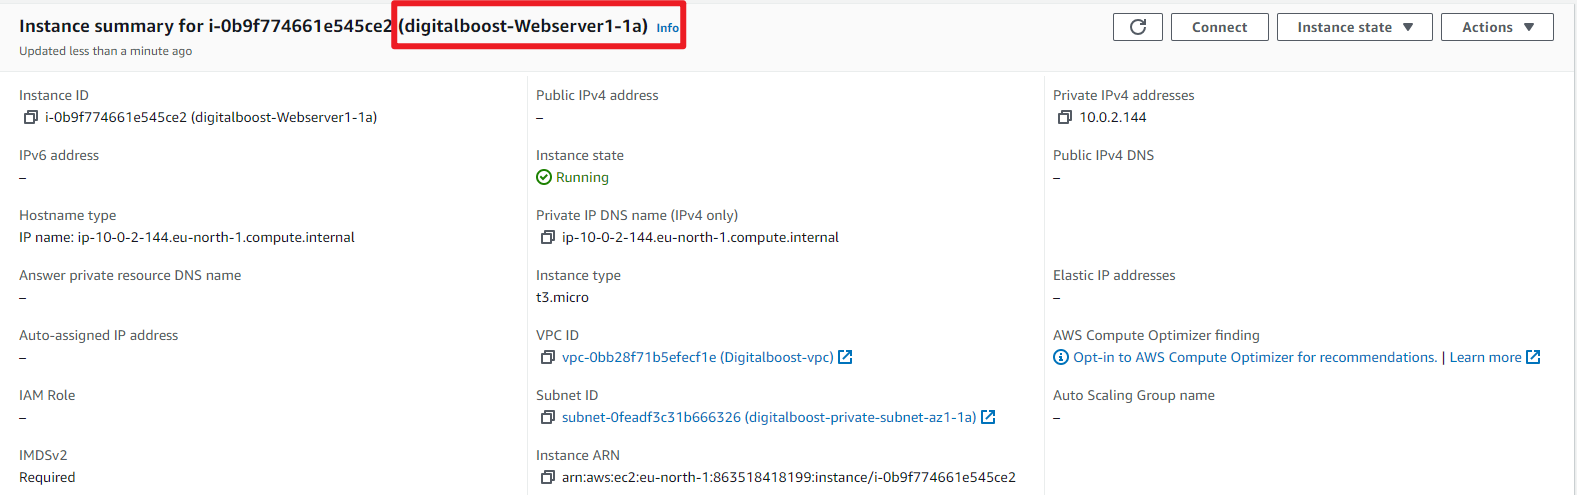 Instance summary for i-0b9f774661e545ce2 (digitalboost-Webserver1-1a) Info
Updated less than a minute ago
Connect
Instance state
Actions
Instance ID
i-0b9f774661e545ce2 (digitalboost-Webserver1-1a)
Public IPv4 address
–
Private IPv4 addresses
10.0.2.144
IPv6 address
–
Instance state
Running
Public IPv4 DNS
–
Hostname type
IP name: ip-10-0-2-144.eu-north-1.compute.internal
Private IP DNS name (IPv4 only)
ip-10-0-2-144.eu-north-1.compute.internal
Answer private resource DNS name
–
Instance type
t3.micro
Elastic IP addresses
–
Auto-assigned IP address
–
VPC ID
vpc-0bb28f71b5efecf1e (Digitalboost-vpc)
AWS Compute Optimizer finding
Opt-in to AWS Compute Optimizer for recommendations. | Learn more
IAM Role
–
Subnet ID
subnet-0feadf3c31b666326 (digitalboost-private-subnet-az1-1a)
Auto Scaling Group name
–
IMDSv2
Required
Instance ARN
arn:aws:ec2:eu-north-1:863518418199:instance/i-0b9f774661e545ce2